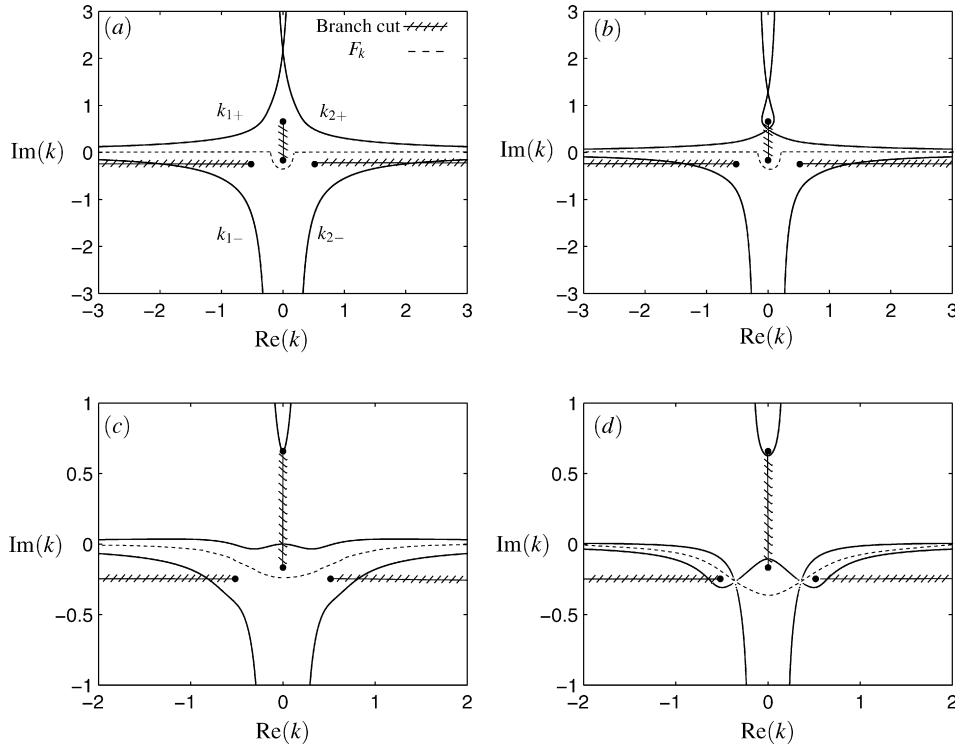 (a)
Branch cut
F_k
k_{1+}
k_{2+}
k_{1−}
k_{2−}
Im(k)
3
2
1
0
−1
−2
−3
−3 −2 −1 0 1 2 3
Re(k)
(b)
Im(k)
3
2
1
0
−1
−2
−3
−3 −2 −1 0 1 2 3
Re(k)
(c)
Im(k)
1
0.5
0
−0.5
−1
−2 −1 0 1 2
Re(k)
(d)
Im(k)
1
0.5
0
−0.5
−1
−2 −1 0 1 2
Re(k)